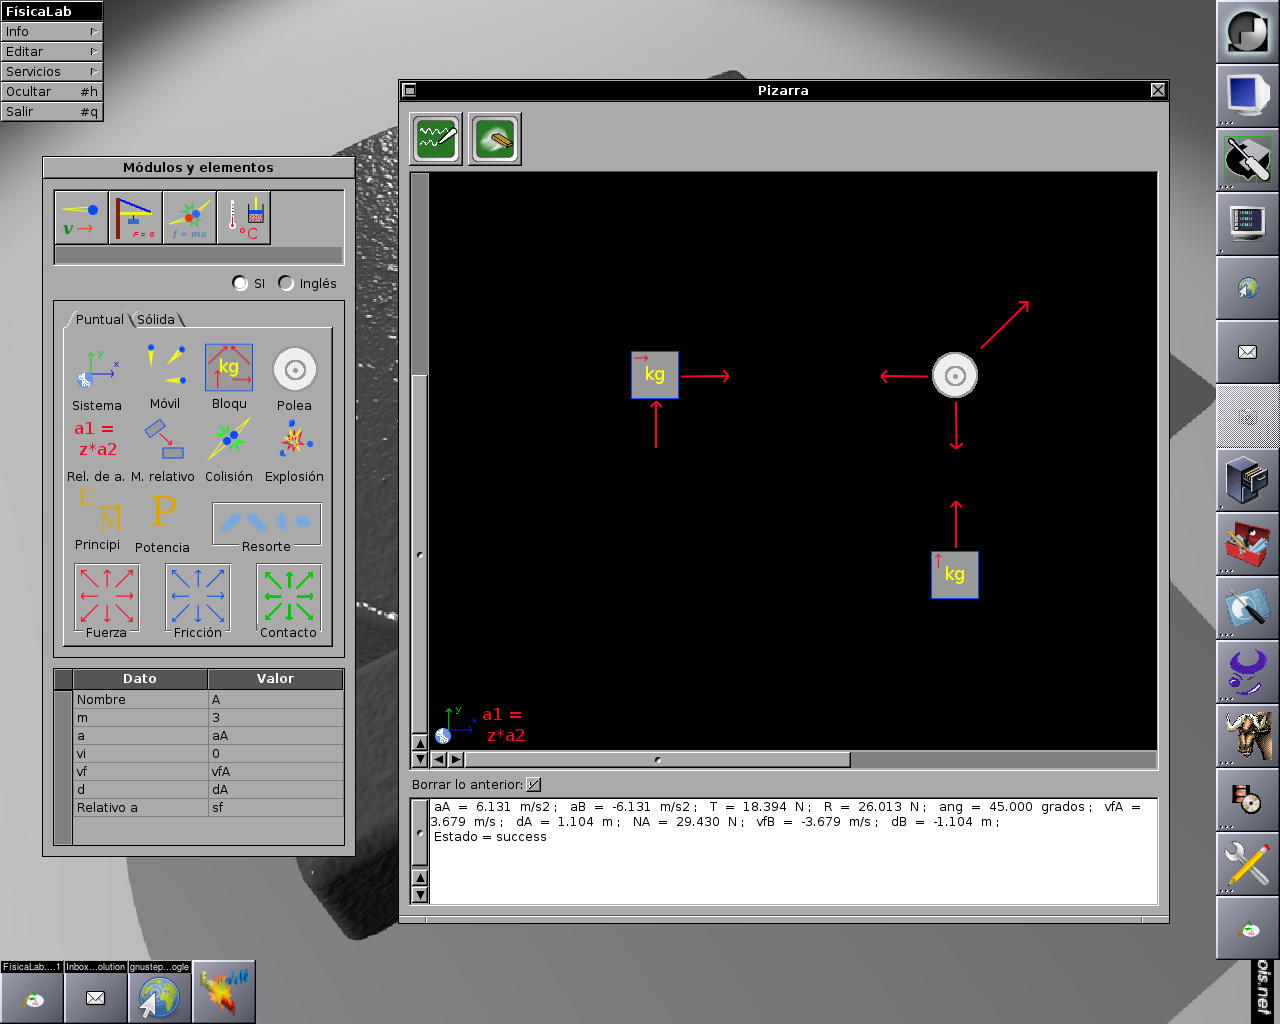 FísicaLab
Info
Editar
Servicios
Ocultar #h
Salir #q
Módulos y elementos
v → F = 0 f = ma °C
SI Inglés
Puntual Sólida
y x kg
Sistema Móvil Bloqu Polea
a1 =
z*a2
Rel. de a. M. relativo Colisión Explosión
E M P
Principi Potencia Resorte
Fuerza Fricción Contacto
Dato Valor
Nombre A
m 3
a aA
vi 0
vf vfA
d dA
Relativo a sf
Pizarra
kg
kg
y x a1 =
z*a2
Borrar lo anterior:
aA = 6.131 m/s2 ; aB = -6.131 m/s2 ; T = 18.394 N ; R = 26.013 N ; ang = 45.000 grados ; vfA =
3.679 m/s ; dA = 1.104 m ; NA = 29.430 N ; vfB = -3.679 m/s ; dB = -1.104 m ;
Estado = success
FísicaLab....1 Inbox...olution gnustep...ogle
ois.net